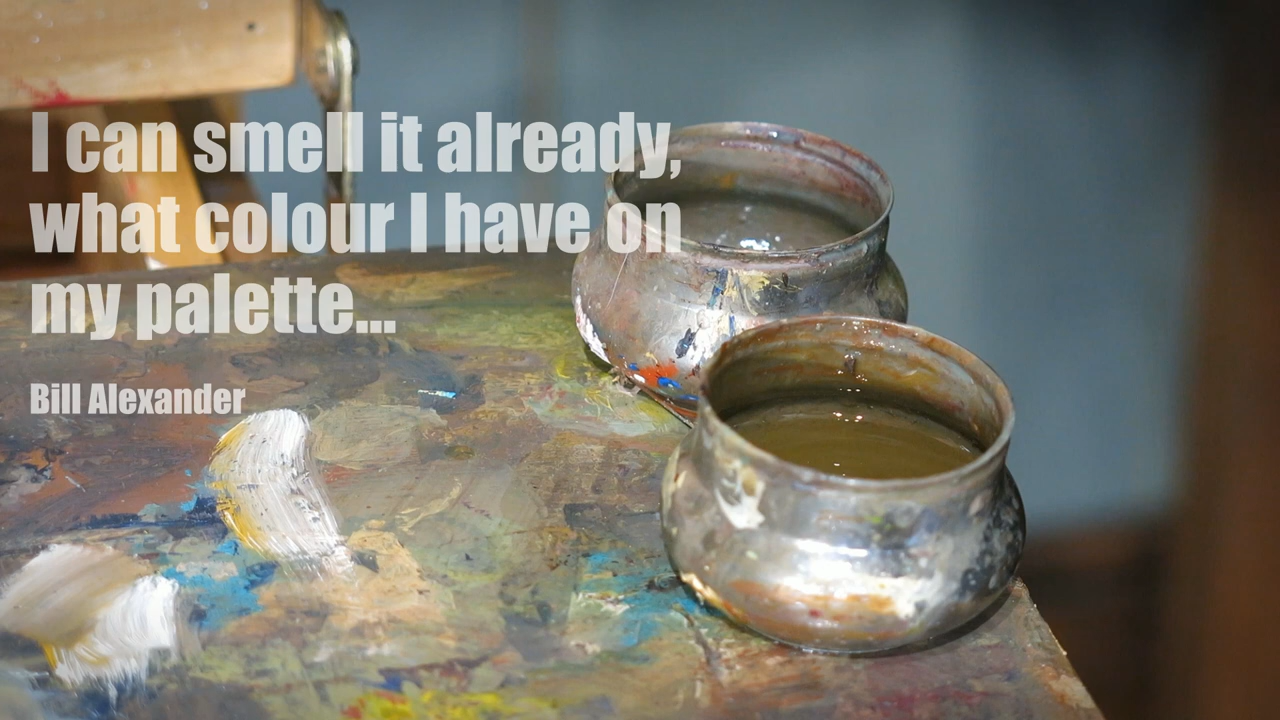 I can smell it already,
what colour I have on
my palette...
Bill Alexander